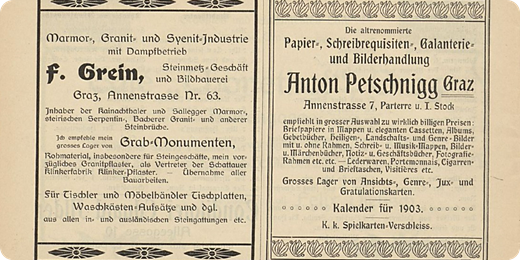 Marmor-, Granit- und Syenit-Industrie
mit Dampfbetrieb
F. Grein,
Steinmetz-Geschäft
und Bildhauerei
Graz, Annenstrasse Nr. 63.
Inhaber der Rainachthaler und Sallegger Marmor-,
steirischen Serpentin-, Bacherer Granit- und anderer
Steinbrüche.
Ich empfehle mein
grosses Lager von
Grab-Monumenten,
Rohmaterial, insbesondere für Steingeschäfte, mein vor-
zügliches Granitpflaster, als Vertreter der Schattauer
Klinkerfabrik Klinker-Pflaster. — Übernahme aller
Bauarbeiten.
Für Tischler und Möbelhändler Tischplatten,
Waschkästen-Aufsätze und dgl.
aus allen in- und ausländischen Steingattungen etc.
Die altrenommierte
Papier-, Schreibrequisiten-, Galanterie-
und Bilderhandlung
Anton Petschnigg Graz
Annenstrasse 7, Parterre u. I. Stock
empfiehlt in grosser Auswahl zu wirklich billigen Preisen:
Briefpapiere in Mappen u. eleganten Cassetten, Albums,
Gebetbücher, Heiligen-, Landschafts- und Genre-Bilder
mit u. ohne Rahmen, Schreib- u. Musik-Mappen, Bilder-
u. Märchenbücher, Notiz- u. Geschäftsbücher, Fotografie-
Rahmen etc. etc. — Lederwaren, Portemonnais, Cigarren-
und Brieftaschen, Visitières etc.
Grosses Lager von Ansichts-, Genre-, Jux- und
Gratulationskarten.
Kalender für 1903.
K. k. Spielkarten-Verschleiss.